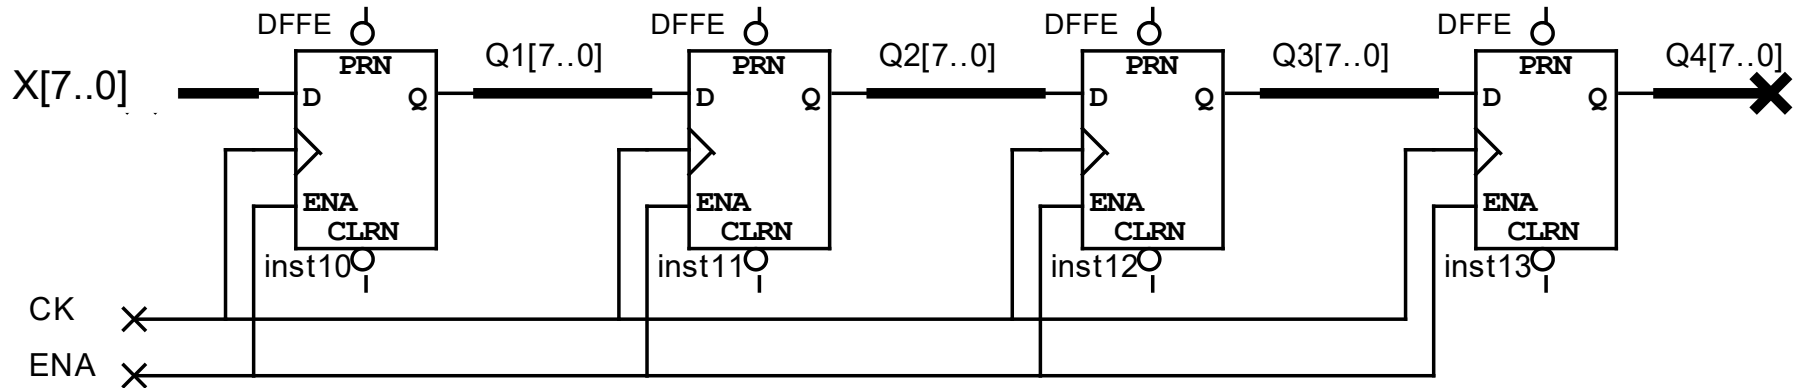 DFFE DFFE DFFE DFFE
PRN PRN PRN PRN
X[7..0] D Q Q1[7..0] D Q Q2[7..0] D Q Q3[7..0] D Q Q4[7..0]
ENA ENA ENA ENA
CLRN CLRN CLRN CLRN
inst10 inst11 inst12 inst13
CK
ENA